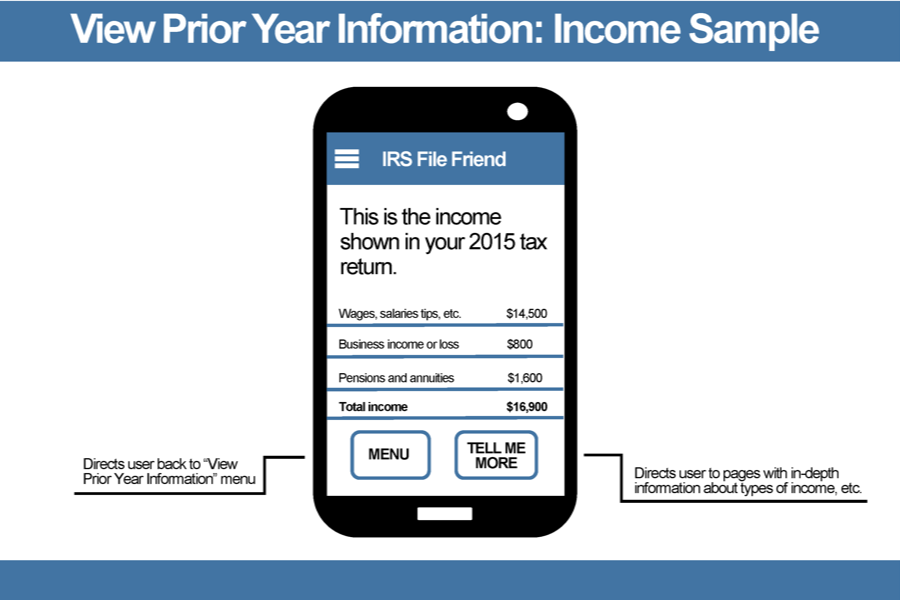 View Prior Year Information: Income Sample
IRS File Friend
This is the income
shown in your 2015 tax
return.
Wages, salaries tips, etc. $14,500
Business income or loss $800
Pensions and annuities $1,600
Total income $16,900
MENU
TELL ME
MORE
Directs user back to “View
Prior Year Information” menu
Directs user to pages with in-depth
information about types of income, etc.